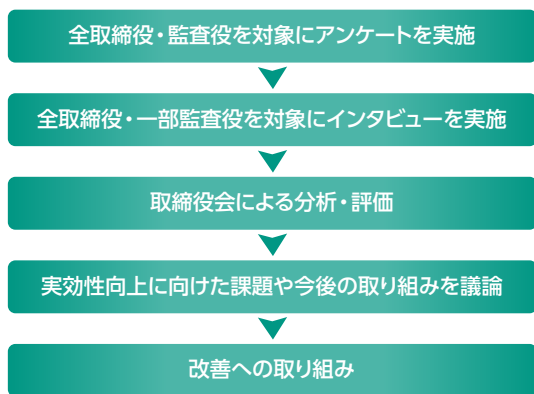 全取締役・監査役を対象にアンケートを実施
全取締役・一部監査役を対象にインタビューを実施
取締役会による分析・評価
実効性向上に向けた課題や今後の取り組みを議論
改善への取り組み